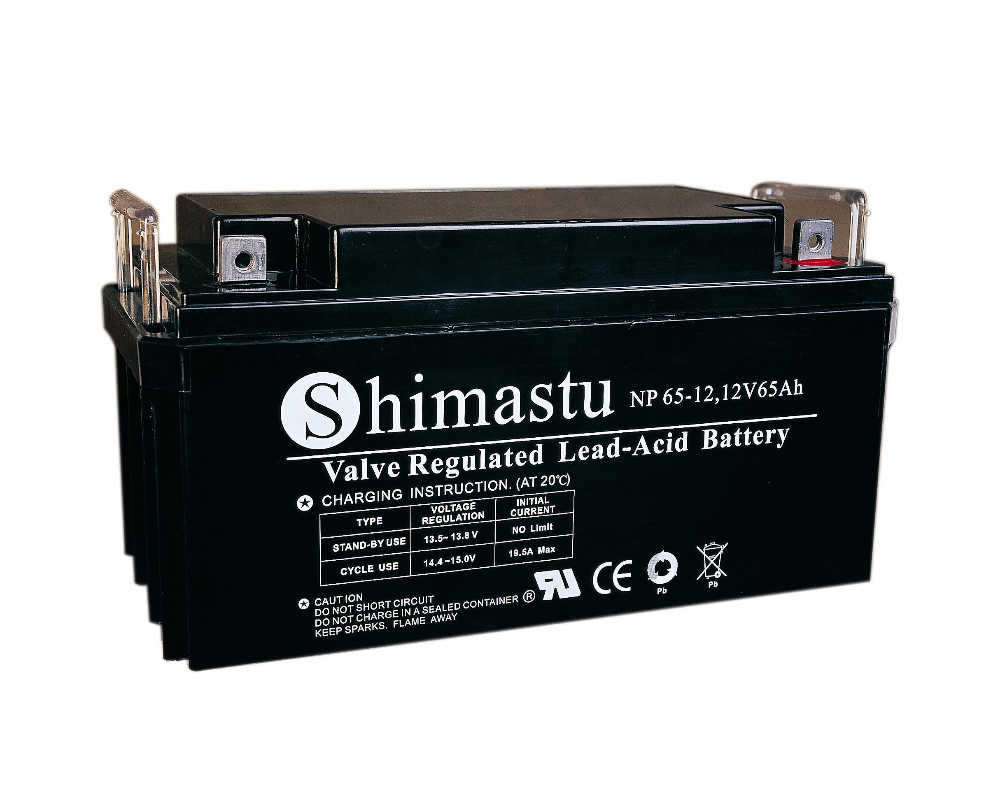 Shimastu NP 65-12,12V65Ah
Valve Regulated Lead-Acid Battery
CHARGING INSTRUCTION. (AT 20℃)
TYPE VOLTAGE REGULATION INITIAL CURRENT
STAND-BY USE 13.5~13.8V NO Limit
CYCLE USE 14.4~15.0V 19.5A Max
CAUT ION
DO NOT SHORT CIRCUIT
DO NOT CHARGE IN A SEALED CONTAINER
KEEP SPARKS. FLAME AWAY
® RU CE
Pb Pb